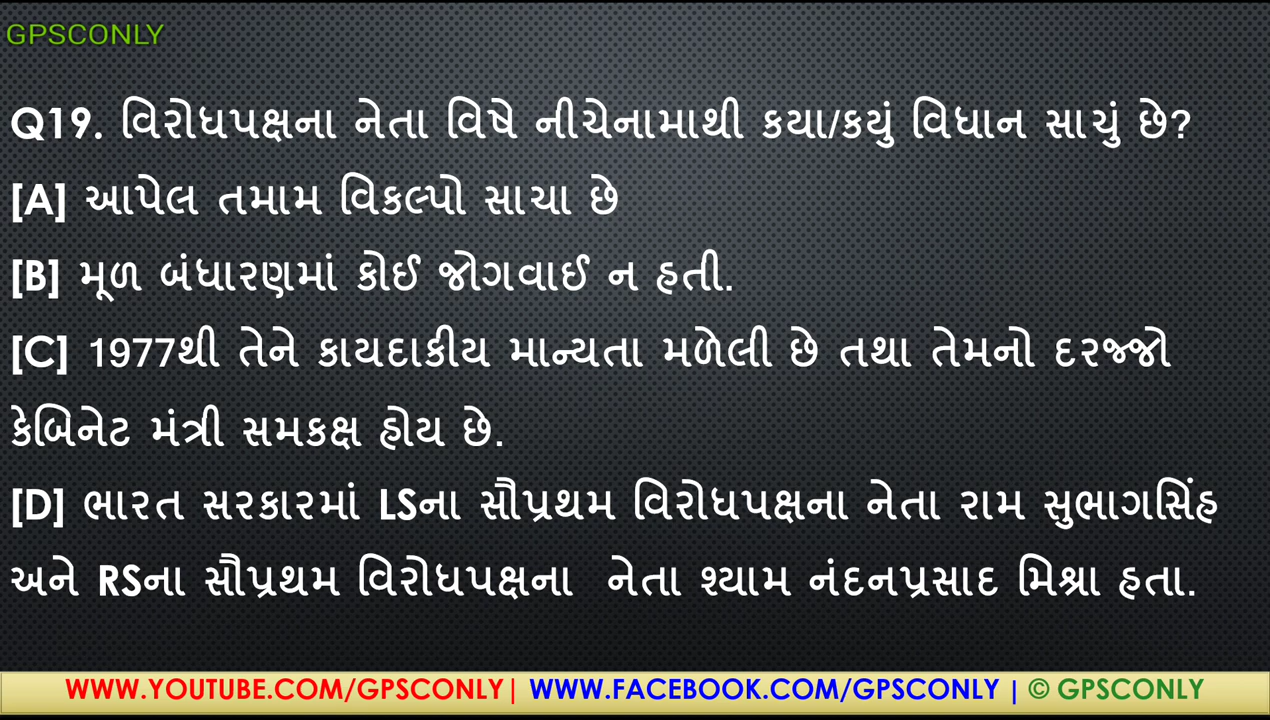 GPSCONLY
Q19. વિરોધપક્ષના નેતા વિષે નીચેનામાથી કયા/કયું વિધાન સાચું છે?
[A] આપેલ તમામ વિકલ્પો સાચા છે
[B] મૂળ બંધારણમાં કોઈ જોગવાઈ ન હતી.
[C] 1977થી તેને કાયદાકીય માન્યતા મળેલી છે તથા તેમનો દરજ્જો
કેબિનેટ મંત્રી સમકક્ષ હોય છે.
[D] ભારત સરકારમાં LSના સૌપ્રથમ વિરોધપક્ષના નેતા રામ સુભાગસિંહ
અને RSના સૌપ્રથમ વિરોધપક્ષના નેતા શ્યામ નંદનપ્રસાદ મિશ્રા હતા.
WWW.YOUTUBE.COM/GPSCONLY| WWW.FACEBOOK.COM/GPSCONLY | © GPSCONLY